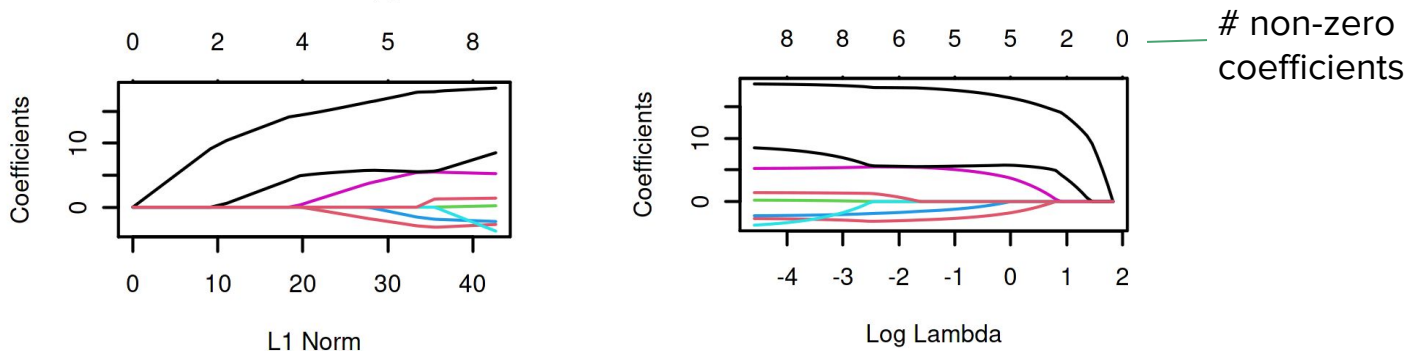 0 2 4 5 8
Coefficients
10
0
0 10 20 30 40
L1 Norm
8 8 6 5 5 2 0
Coefficients
10
0
-4 -3 -2 -1 0 1 2
Log Lambda
# non-zero
coefficients